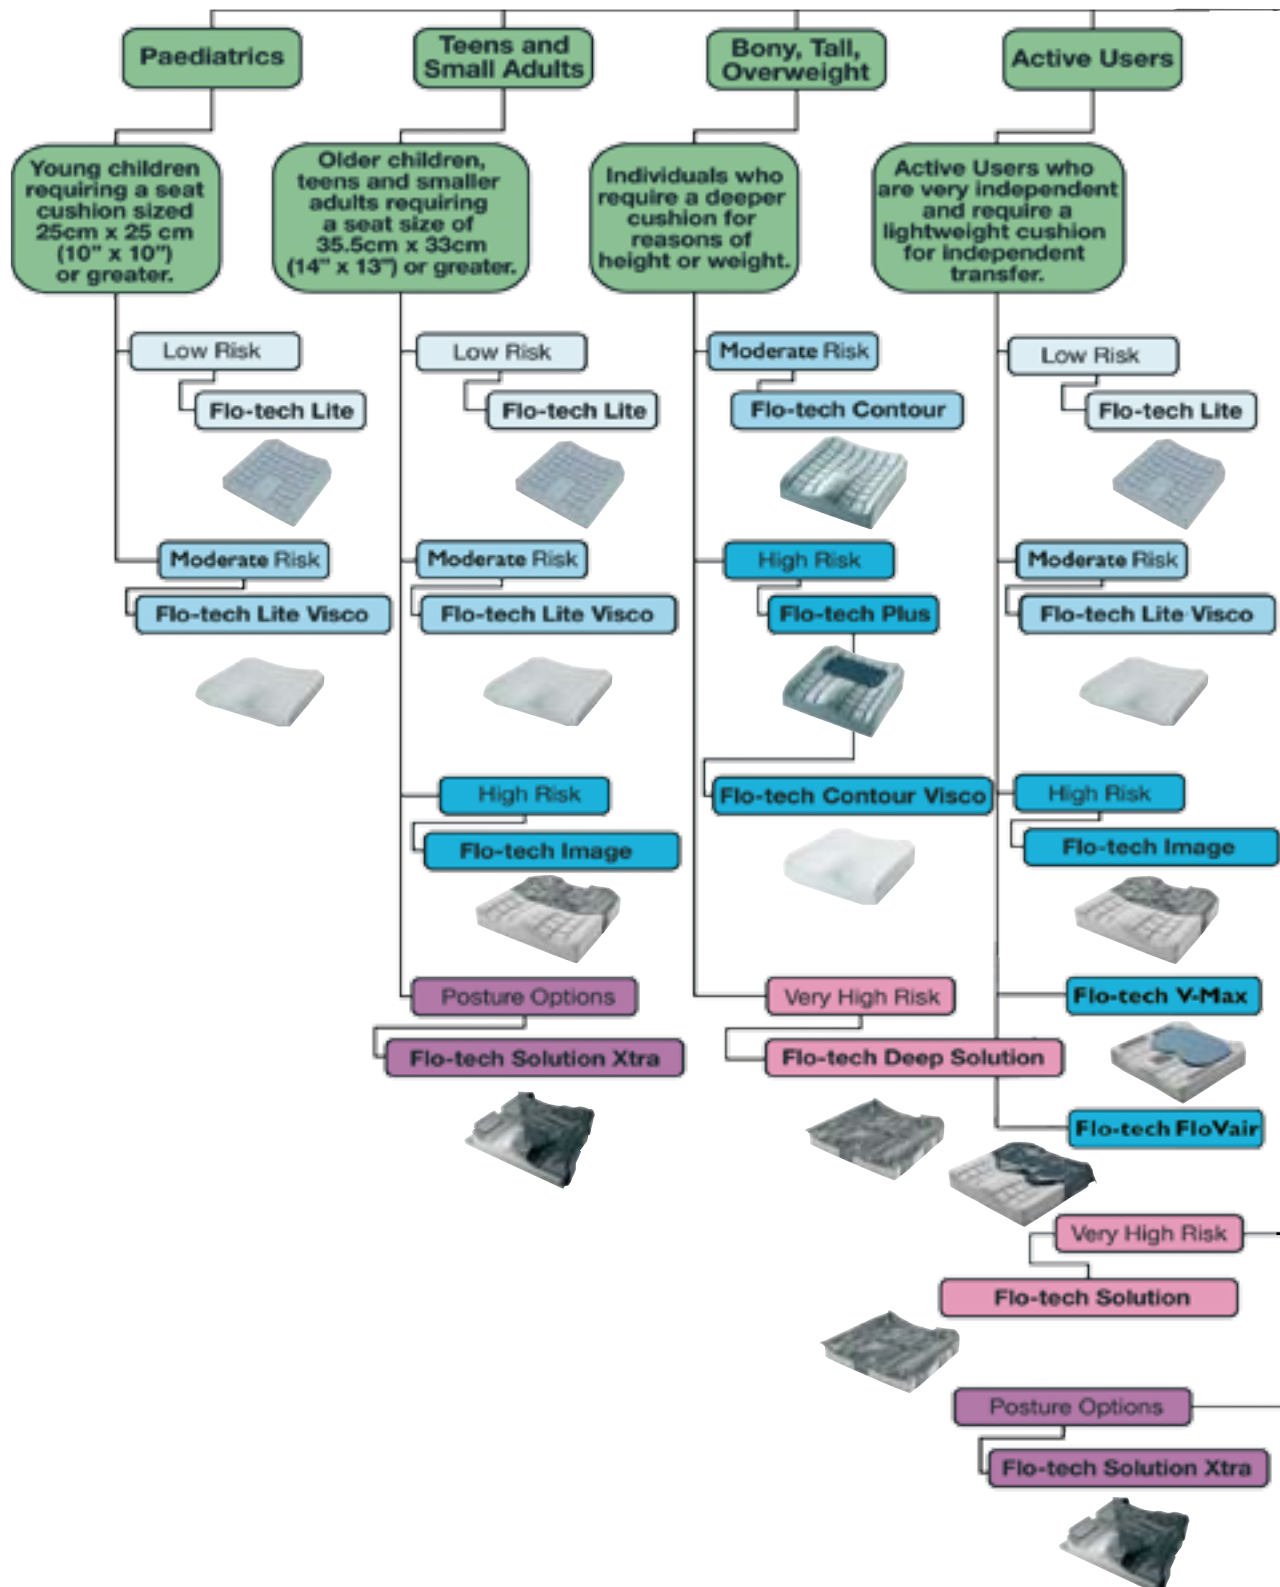 Paediatrics
Teens and
Small Adults
Bony, Tall,
Overweight
Active Users
Young children
requiring a seat
cushion sized
25cm x 25 cm
(10” x 10”)
or greater.
Older children,
teens and smaller
adults requiring
a seat size of
35.5cm x 33cm
(14” x 13”) or greater.
Individuals who
require a deeper
cushion for
reasons of
height or weight.
Active Users who
are very independent
and require a
lightweight cushion
for independent
transfer.
Low Risk
Flo-tech Lite
Moderate Risk
Flo-tech Lite Visco
Low Risk
Flo-tech Lite
Moderate Risk
Flo-tech Lite Visco
High Risk
Flo-tech Image
Posture Options
Flo-tech Solution Xtra
Moderate Risk
Flo-tech Contour
High Risk
Flo-tech Plus
Flo-tech Contour Visco
Very High Risk
Flo-tech Deep Solution
Low Risk
Flo-tech Lite
Moderate Risk
Flo-tech Lite Visco
High Risk
Flo-tech Image
Flo-tech V-Max
Flo-tech FloVair
Very High Risk
Flo-tech Solution
Posture Options
Flo-tech Solution Xtra